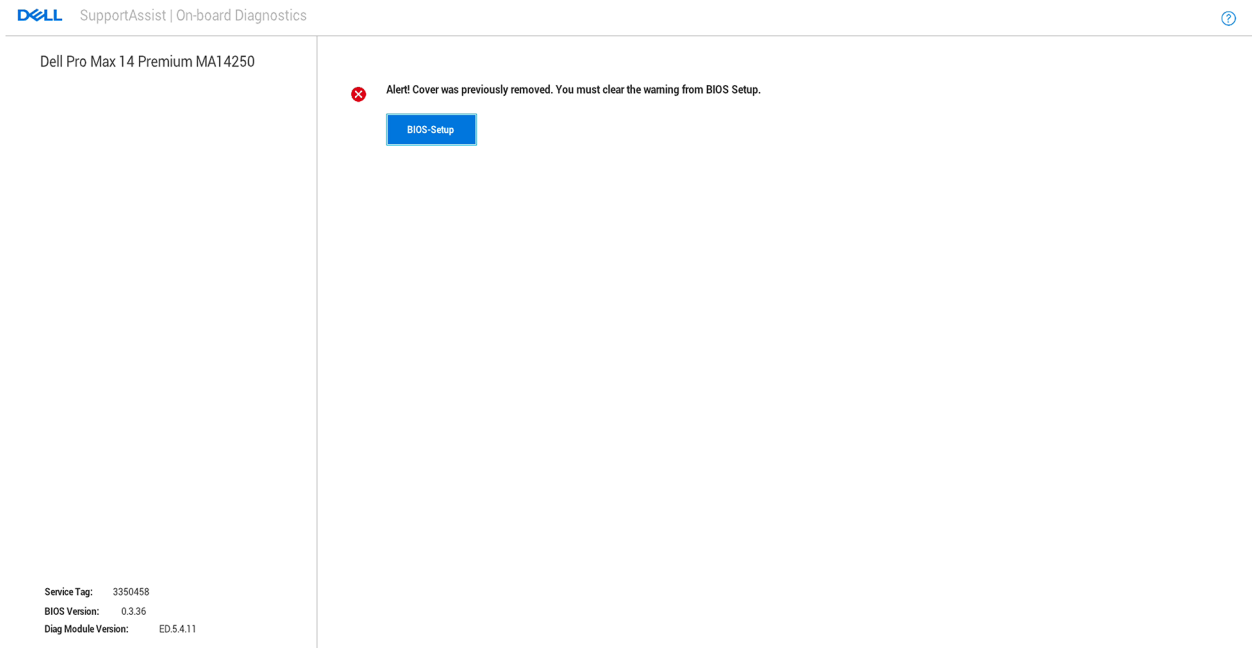 DELL SupportAssist | On-board Diagnostics
Dell Pro Max 14 Premium MA14250
Alert! Cover was previously removed. You must clear the warning from BIOS Setup.
BIOS-Setup
Service Tag: 3350458
BIOS Version: 0.3.36
Diag Module Version: ED.5.4.11